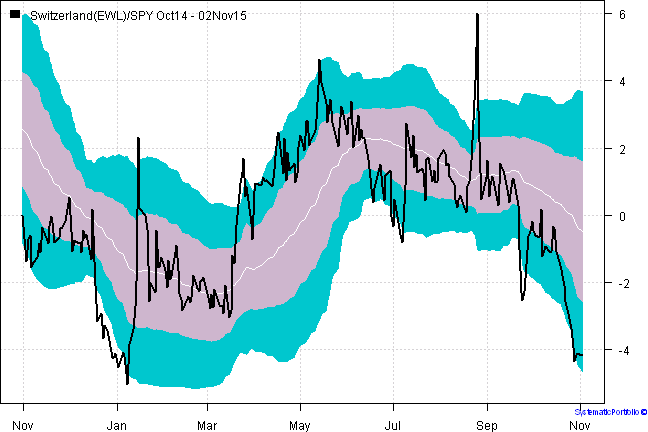 Switzerland(EWL)/SPY Oct14 - 02Nov15
6
4
2
0
-2
-4
Nov Jan Mar May Jul Sep Nov
SystematicPortfolio ©